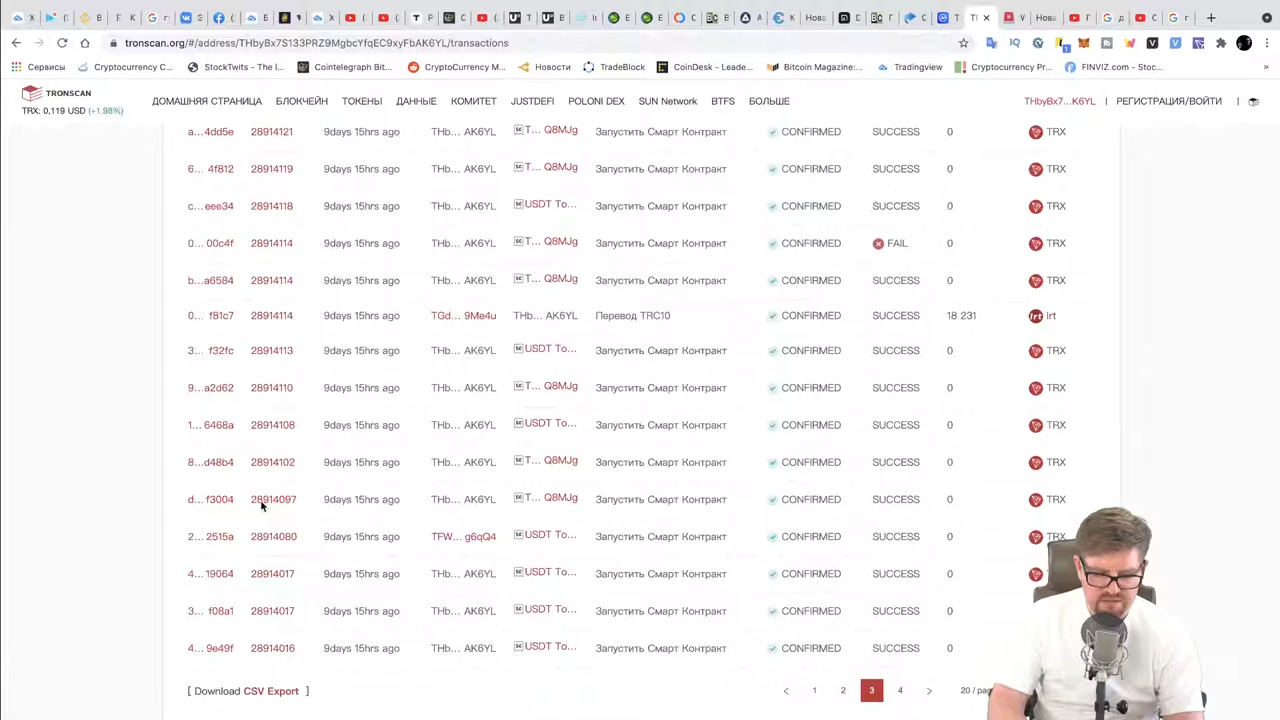 tronscan.org/#/address/THbyBx7S133PRZ9MgbcYfqEC9xyFbAK6YL/transactions
Сервисы Cryptocurrency C... StockTwits - The l... Cointelegraph Bit... CryptoCurrency M... Новости TradeBlock CoinDesk - Leade... Bitcoin Magazine:... Tradingview Cryptocurrency Pr... FINVIZ.com - Stoc... »
TRONSCAN
TRX: 0,119 USD (+1.98%)
ДОМАШНЯЯ СТРАНИЦА БЛОКЧЕЙН ТОКЕНЫ ДАННЫЕ КОМИТЕТ JUSTDEFI POLONI DEX SUN Network BTFS БОЛЬШЕ THbyBx7...K6YL | РЕГИСТРАЦИЯ/ВОЙТИ |
a... 4dd5e 28914121 9days 15hrs ago THb... AK6YL T... Q8MJg Запустить Смарт Контракт CONFIRMED SUCCESS 0 TRX
6... 4f812 28914119 9days 15hrs ago THb... AK6YL T... Q8MJg Запустить Смарт Контракт CONFIRMED SUCCESS 0 TRX
c... eee34 28914118 9days 15hrs ago THb... AK6YL USDT To... Запустить Смарт Контракт CONFIRMED SUCCESS 0 TRX
0... 00c4f 28914114 9days 15hrs ago THb... AK6YL T... Q8MJg Запустить Смарт Контракт CONFIRMED FAIL 0 TRX
b... a6584 28914114 9days 15hrs ago THb... AK6YL T... Q8MJg Запустить Смарт Контракт CONFIRMED SUCCESS 0 TRX
0... f81c7 28914114 9days 15hrs ago TGd... 9Me4u THb... AK6YL Перевод TRC10 CONFIRMED SUCCESS 18 231 lrt
3... f32fc 28914113 9days 15hrs ago THb... AK6YL USDT To... Запустить Смарт Контракт CONFIRMED SUCCESS 0 TRX
9... a2d62 28914110 9days 15hrs ago THb... AK6YL T... Q8MJg Запустить Смарт Контракт CONFIRMED SUCCESS 0 TRX
1... 6468a 28914108 9days 15hrs ago THb... AK6YL USDT To... Запустить Смарт Контракт CONFIRMED SUCCESS 0 TRX
8... d48b4 28914102 9days 15hrs ago THb... AK6YL T... Q8MJg Запустить Смарт Контракт CONFIRMED SUCCESS 0 TRX
d... f3004 28914097 9days 15hrs ago THb... AK6YL T... Q8MJg Запустить Смарт Контракт CONFIRMED SUCCESS 0 TRX
2... 2515a 28914080 9days 15hrs ago TFW... g6qQ4 USDT To... Запустить Смарт Контракт CONFIRMED SUCCESS 0 TRX
4... 19064 28914017 9days 15hrs ago THb... AK6YL USDT To... Запустить Смарт Контракт CONFIRMED SUCCESS 0
3... f08a1 28914017 9days 15hrs ago THb... AK6YL USDT To... Запустить Смарт Контракт CONFIRMED SUCCESS 0
4... 9e49f 28914016 9days 15hrs ago THb... AK6YL USDT To... Запустить Смарт Контракт CONFIRMED SUCCESS 0
[ Download CSV Export ] < 1 2 3 4 > 20 / pag